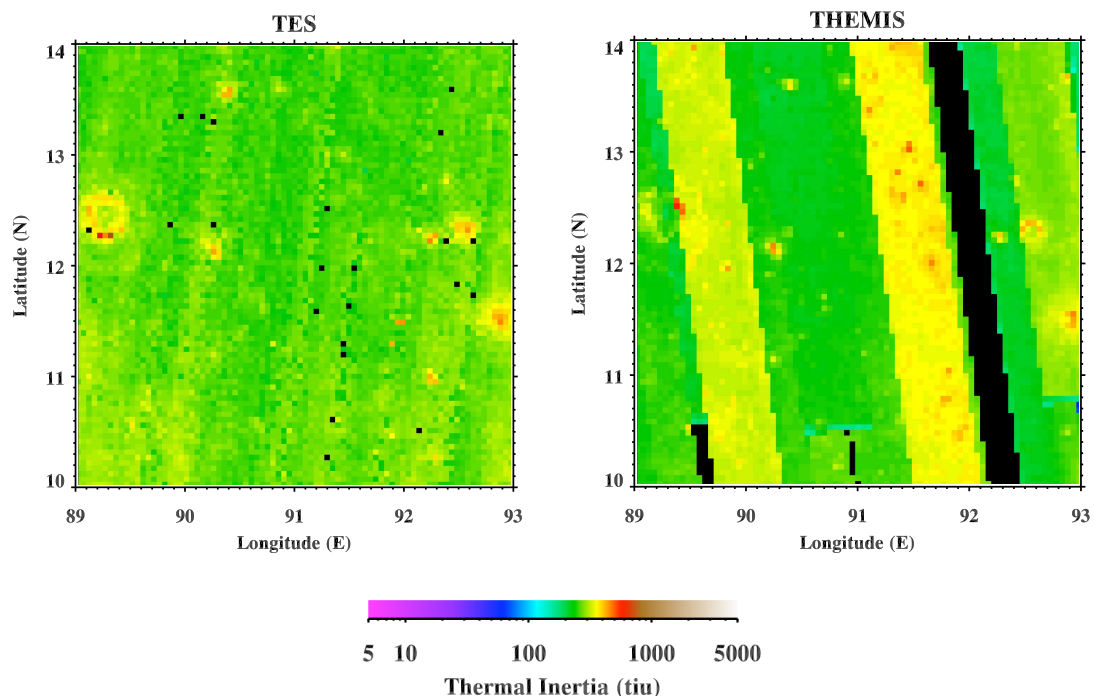 TES
THEMIS
14
13
12
11
10
Latitude (N)
89 90 91 92 93
Longitude (E)
14
13
12
11
10
Latitude (N)
89 90 91 92 93
Longitude (E)
5 10 100 1000 5000
Thermal Inertia (tiu)